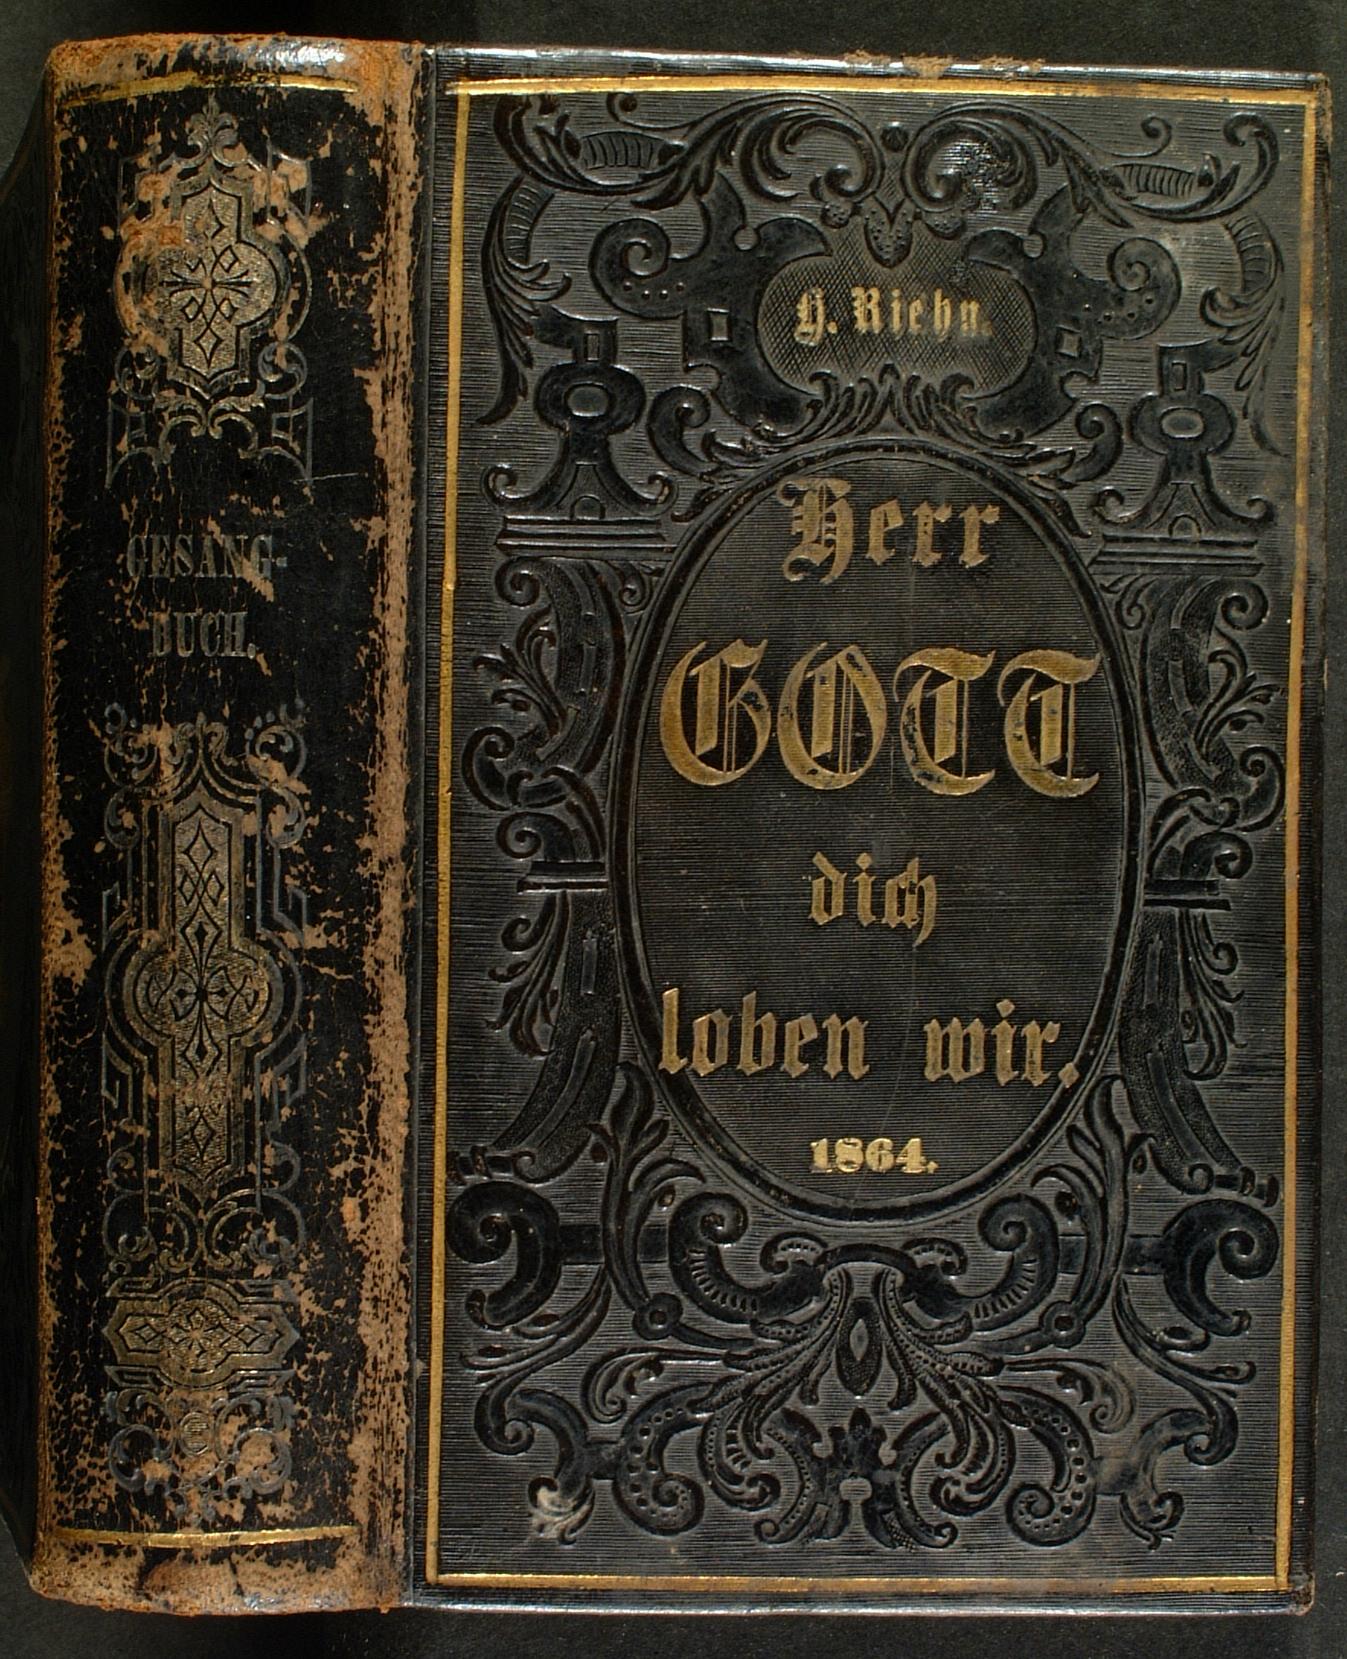 GESANG-
BUCH.
H. Riehn.
Herr
GOTT
dich
loben wir.
1864.